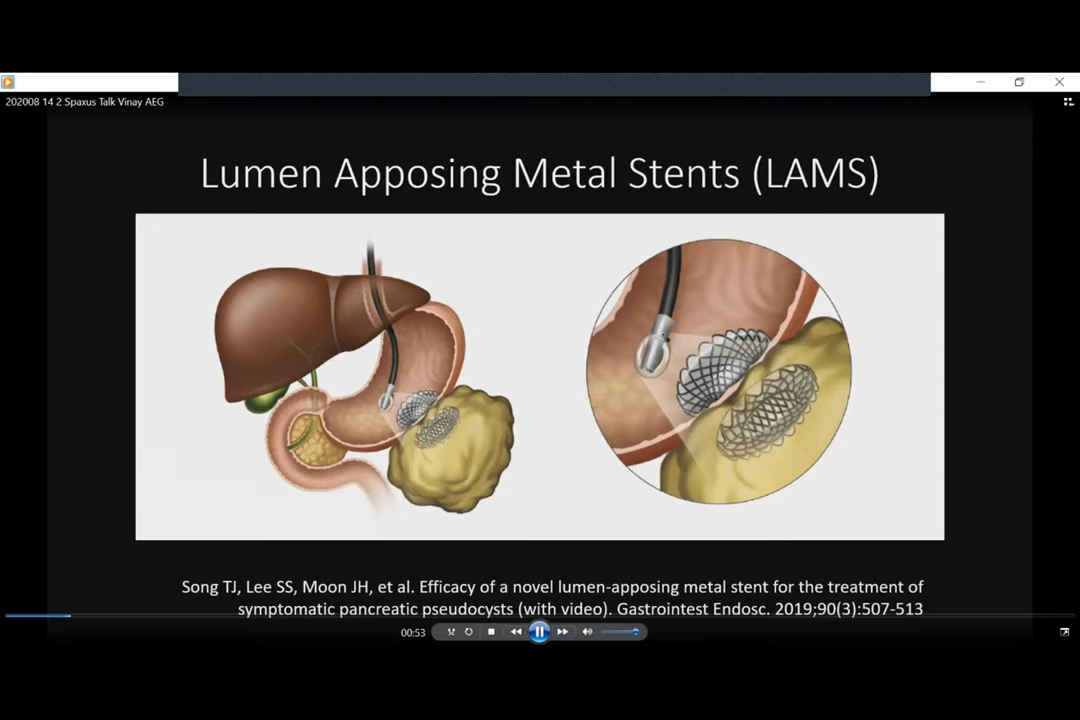 202008 14 2 Spaxus Talk Vinay AEG
Lumen Apposing Metal Stents (LAMS)
Song TJ, Lee SS, Moon JH, et al. Efficacy of a novel lumen-apposing metal stent for the treatment of
symptomatic pancreatic pseudocysts (with video). Gastrointest Endosc. 2019;90(3):507-513
00:53